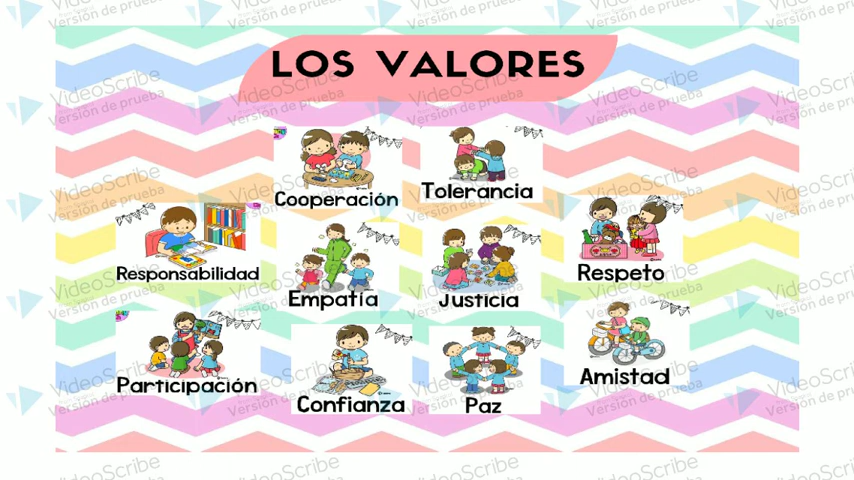 LOS VALORES
Cooperación
Tolerancia
Responsabilidad
Empatía
Justicia
Respeto
Participación
Confianza
Paz
Amistad
VideoScribe
Versión de prueba